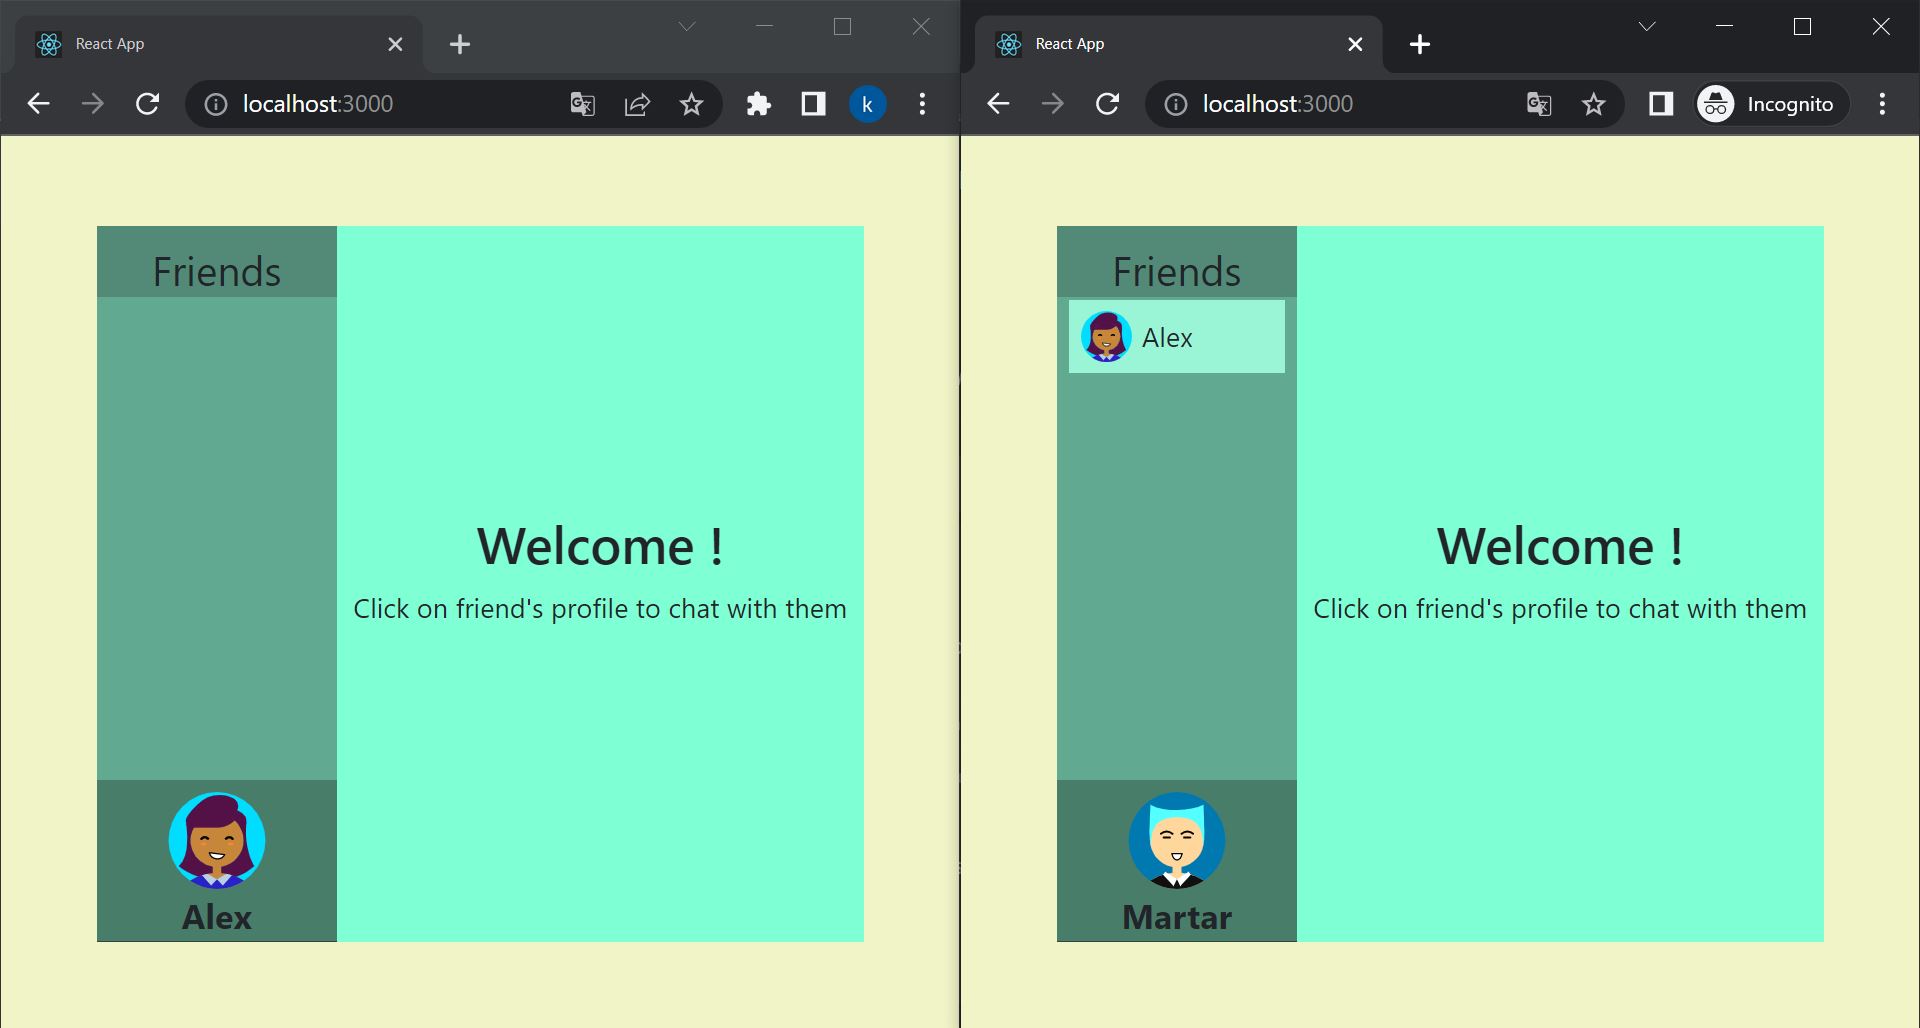 React App
localhost:3000
k
Friends
Welcome !
Click on friend's profile to chat with them
Alex
React App
localhost:3000
Incognito
Friends
Alex
Welcome !
Click on friend's profile to chat with them
Martar